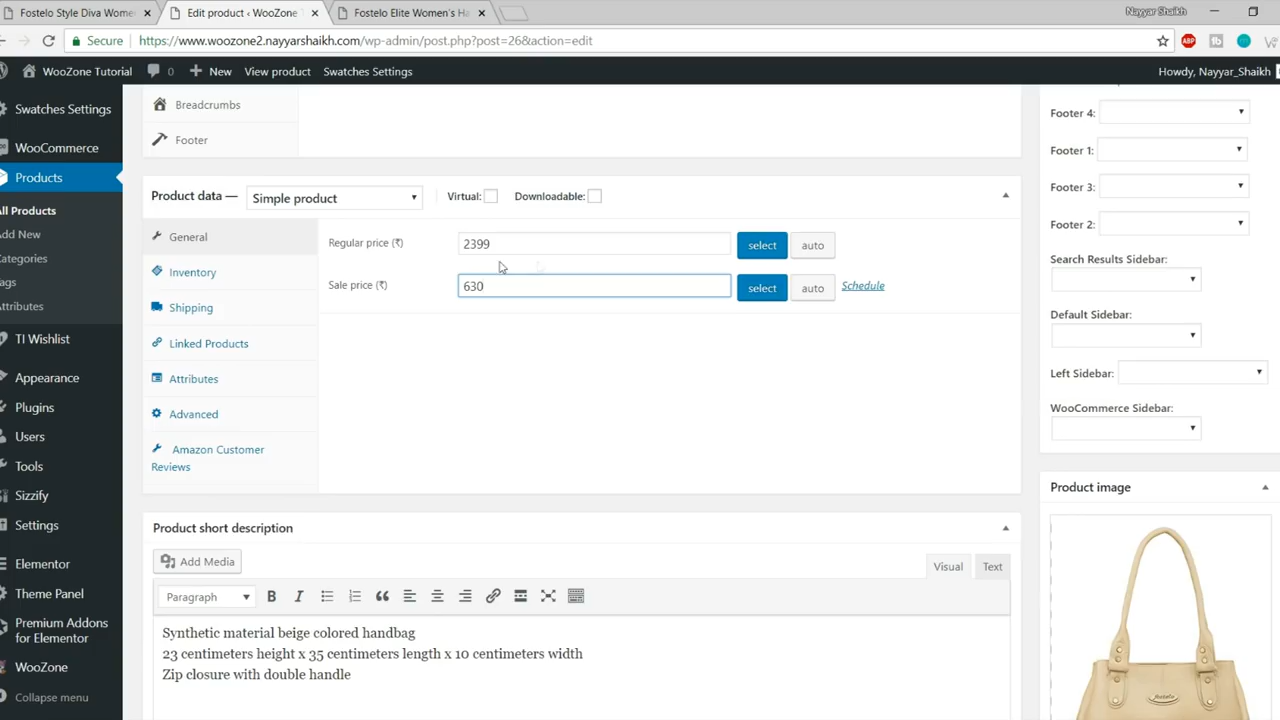 Fostelo Style Diva Wome
Edit product ‹ WooZone
Fostelo Elite Women's Ha
Nayyar Shaikh
Secure
https://www.woozone2.nayyarshaikh.com/wp-admin/post.php?post=26&action=edit
ABP
WooZone Tutorial
0
New
View product
Swatches Settings
Howdy, Nayyar_Shaikh
Swatches Settings
WooCommerce
Products
All Products
Add New
Categories
Tags
Attributes
TI Wishlist
Appearance
Plugins
Users
Tools
Sizzify
Settings
Elementor
Theme Panel
Premium Addons
for Elementor
WooZone
Collapse menu
Breadcrumbs
Footer
Product data —
Simple product
Virtual:
Downloadable:
General
Inventory
Shipping
Linked Products
Attributes
Advanced
Amazon Customer
Reviews
Regular price (₹)
2399
select
auto
Sale price (₹)
630
select
auto
Schedule
Product short description
Add Media
Visual
Text
Paragraph
B
I
Synthetic material beige colored handbag
23 centimeters height x 35 centimeters length x 10 centimeters width
Zip closure with double handle
Footer 4:
Footer 1:
Footer 3:
Footer 2:
Search Results Sidebar:
Default Sidebar:
Left Sidebar:
WooCommerce Sidebar:
Product image